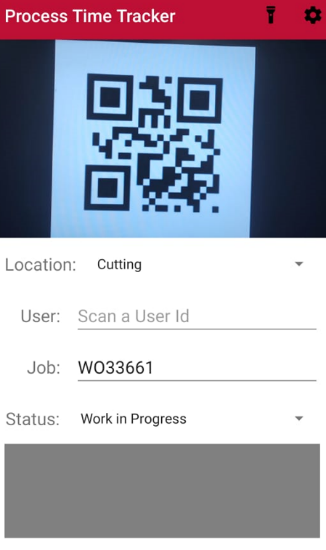 Process Time Tracker
Location: Cutting
User: Scan a User Id
Job: WO33661
Status: Work in Progress